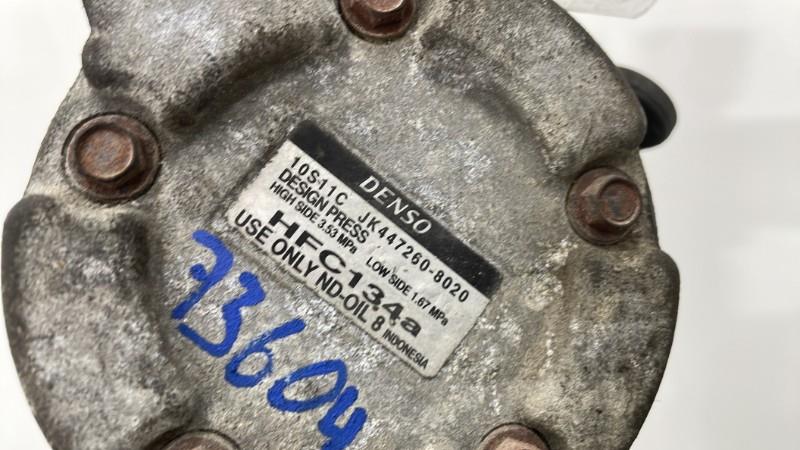 DENSO
10S11C JK447260-8020
DESIGN PRESS
HIGH SIDE 3.53 MPa LOW SIDE 1.67 MPa
HFC134a
USE ONLY ND-OIL 8 INDONESIA
73604